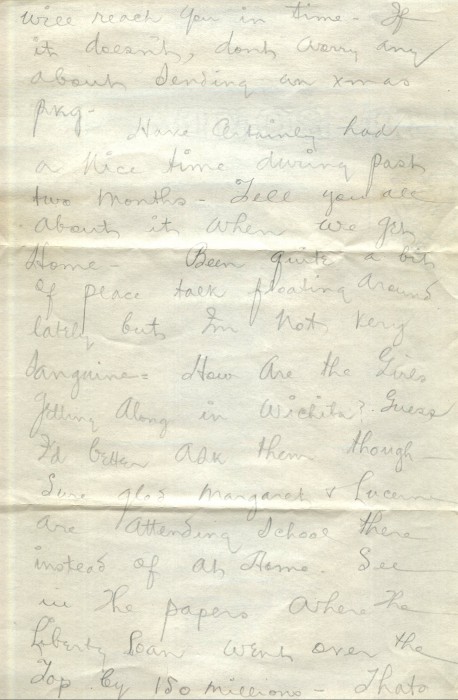 will reach you in time - If
it doesn't, don't worry any
about sending an xmas
pkg -
Have certainly had
a nice time during past
two months - Tell you all
about it when we get
Home Been quite a bit
of peace talk floating around
lately but I'm not very
sanguine = How are the Girls
getting along in Wichita? Guess
I'd better ask them though -
Sure glad Margaret & Lucerne
are attending School there
instead of at Home. See
in the papers where the
Liberty Loan went over the
Top by 150 millions - Thats